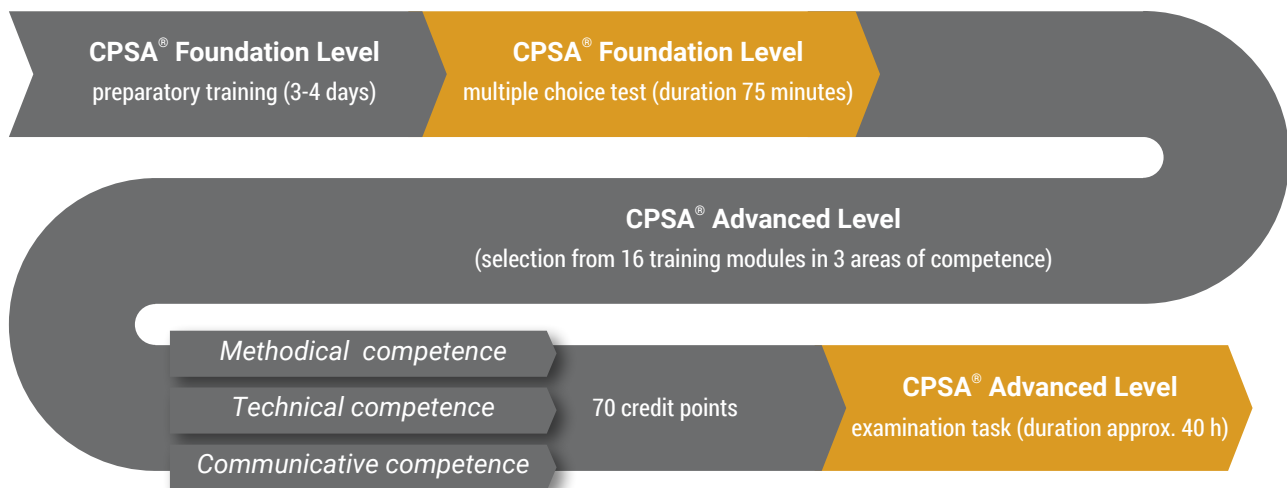 CPSA® Foundation Level
preparatory training (3-4 days)
CPSA® Foundation Level
multiple choice test (duration 75 minutes)
CPSA® Advanced Level
(selection from 16 training modules in 3 areas of competence)
Methodical competence
Technical competence
Communicative competence
70 credit points
CPSA® Advanced Level
examination task (duration approx. 40 h)